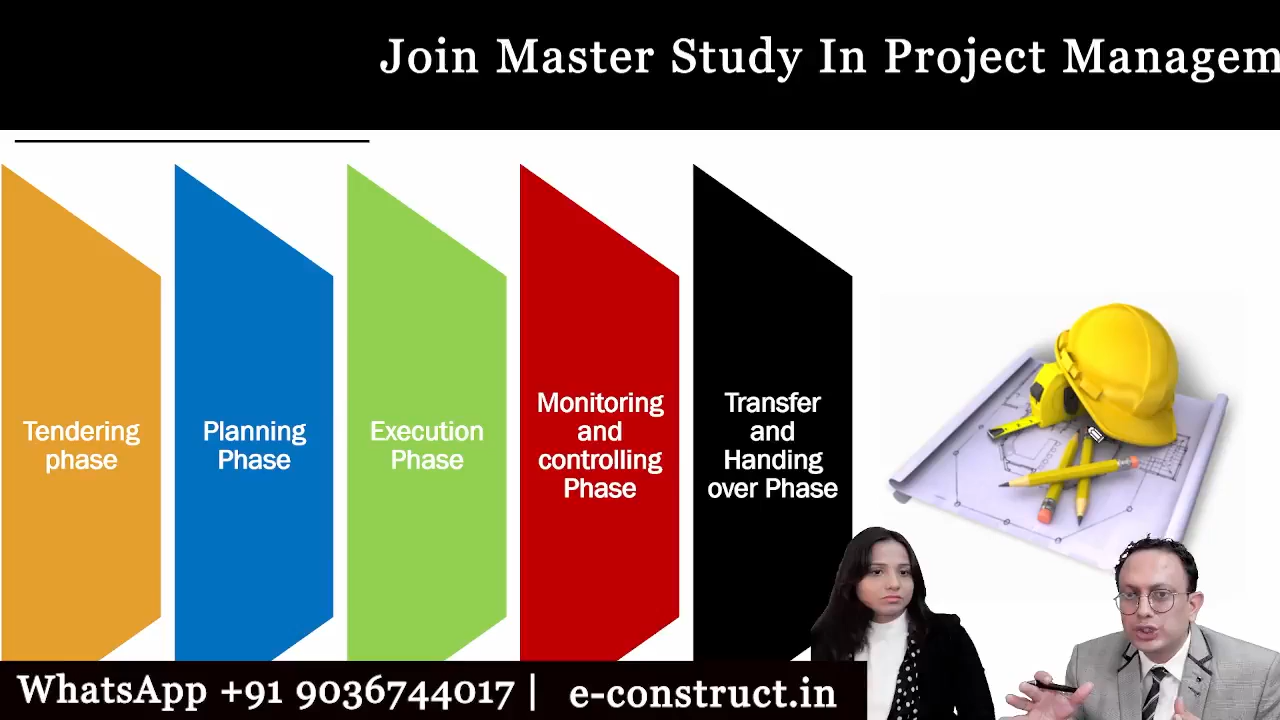 Join Master Study In Project Managem
Tendering
phase
Planning
Phase
Execution
Phase
Monitoring
and
controlling
Phase
Transfer
and
Handing
over Phase
WhatsApp +91 9036744017 | e-construct.in